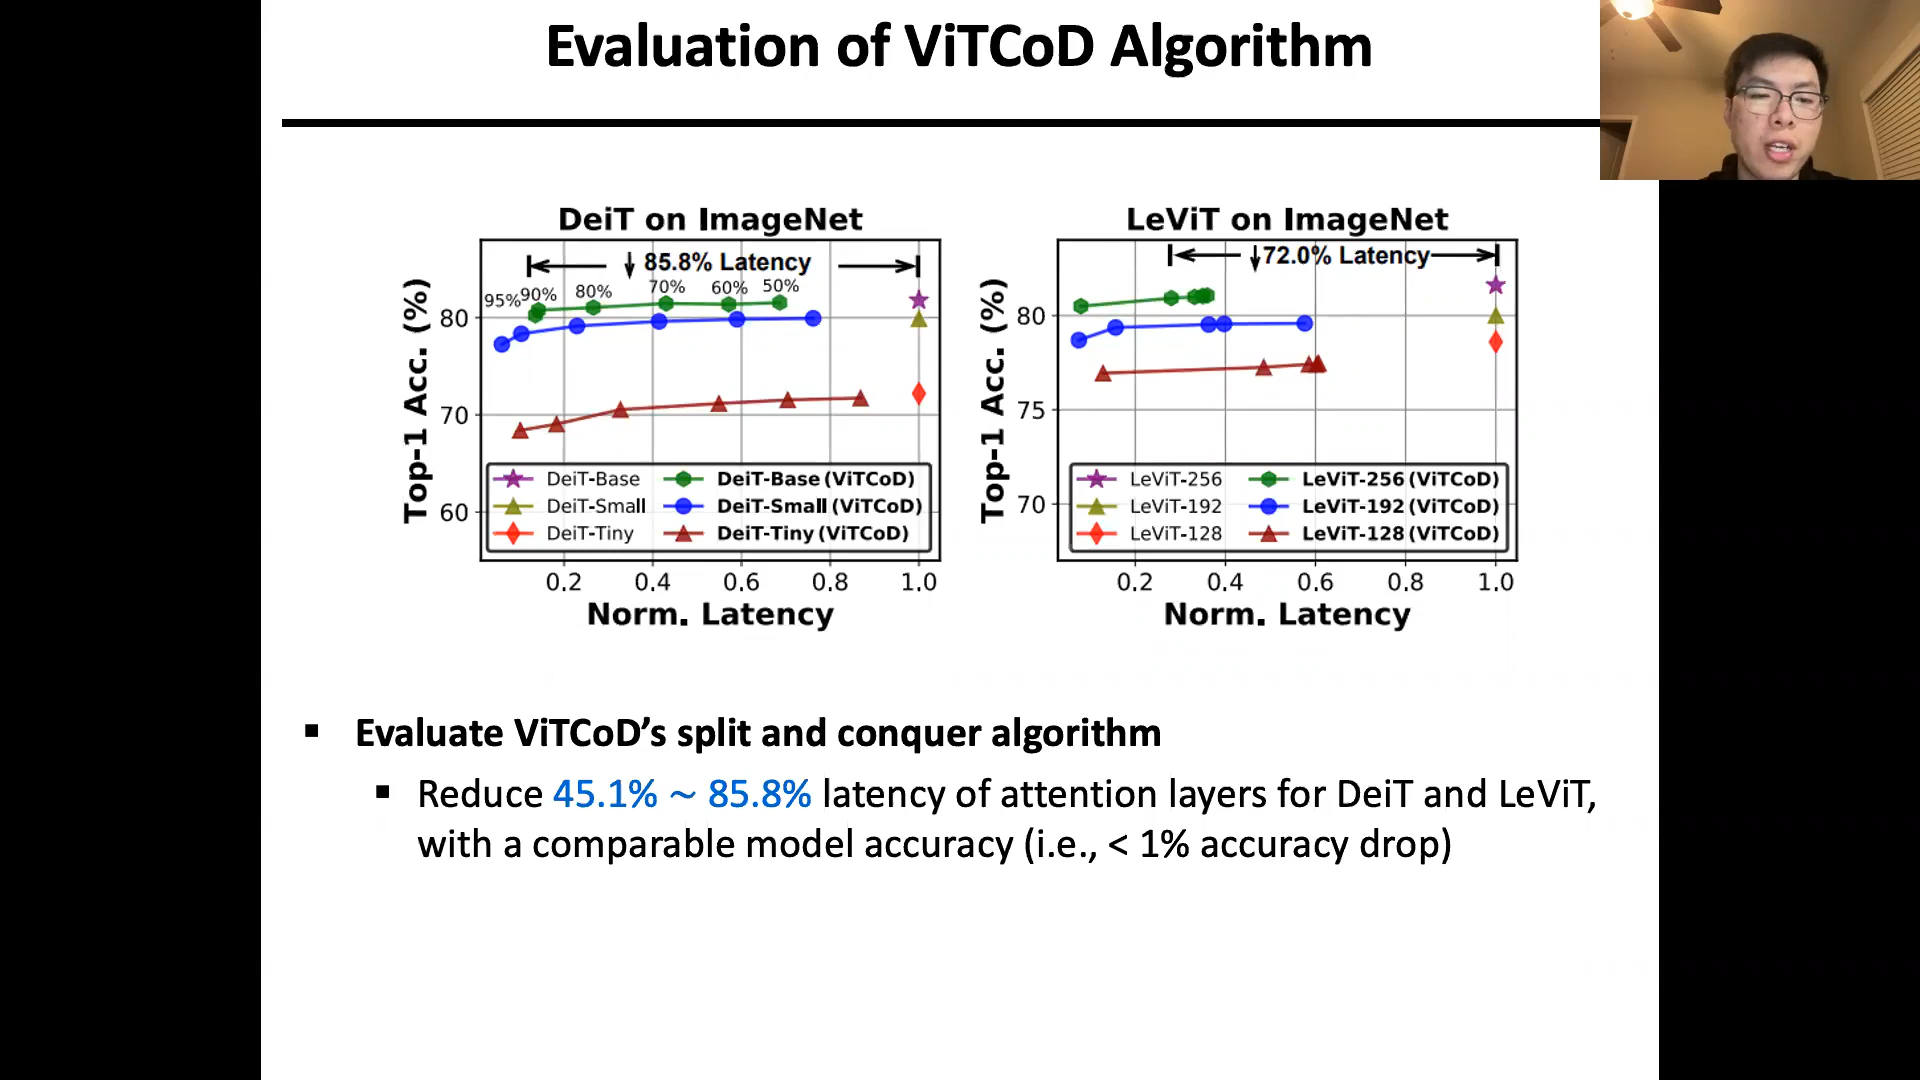 Evaluation of ViTCoD Algorithm
DeiT on ImageNet
↓ 85.8% Latency
95% 90% 80% 70% 60% 50%
Top-1 Acc. (%)
80
70
60
DeiT-Base DeiT-Base (ViTCoD)
DeiT-Small DeiT-Small (ViTCoD)
DeiT-Tiny DeiT-Tiny (ViTCoD)
0.2 0.4 0.6 0.8 1.0
Norm. Latency
LeViT on ImageNet
↓72.0% Latency
Top-1 Acc. (%)
80
75
70
LeViT-256 LeViT-256 (ViTCoD)
LeViT-192 LeViT-192 (ViTCoD)
LeViT-128 LeViT-128 (ViTCoD)
0.2 0.4 0.6 0.8 1.0
Norm. Latency
▪ Evaluate ViTCoD’s split and conquer algorithm
▪ Reduce 45.1% ~ 85.8% latency of attention layers for DeiT and LeViT,
with a comparable model accuracy (i.e., < 1% accuracy drop)